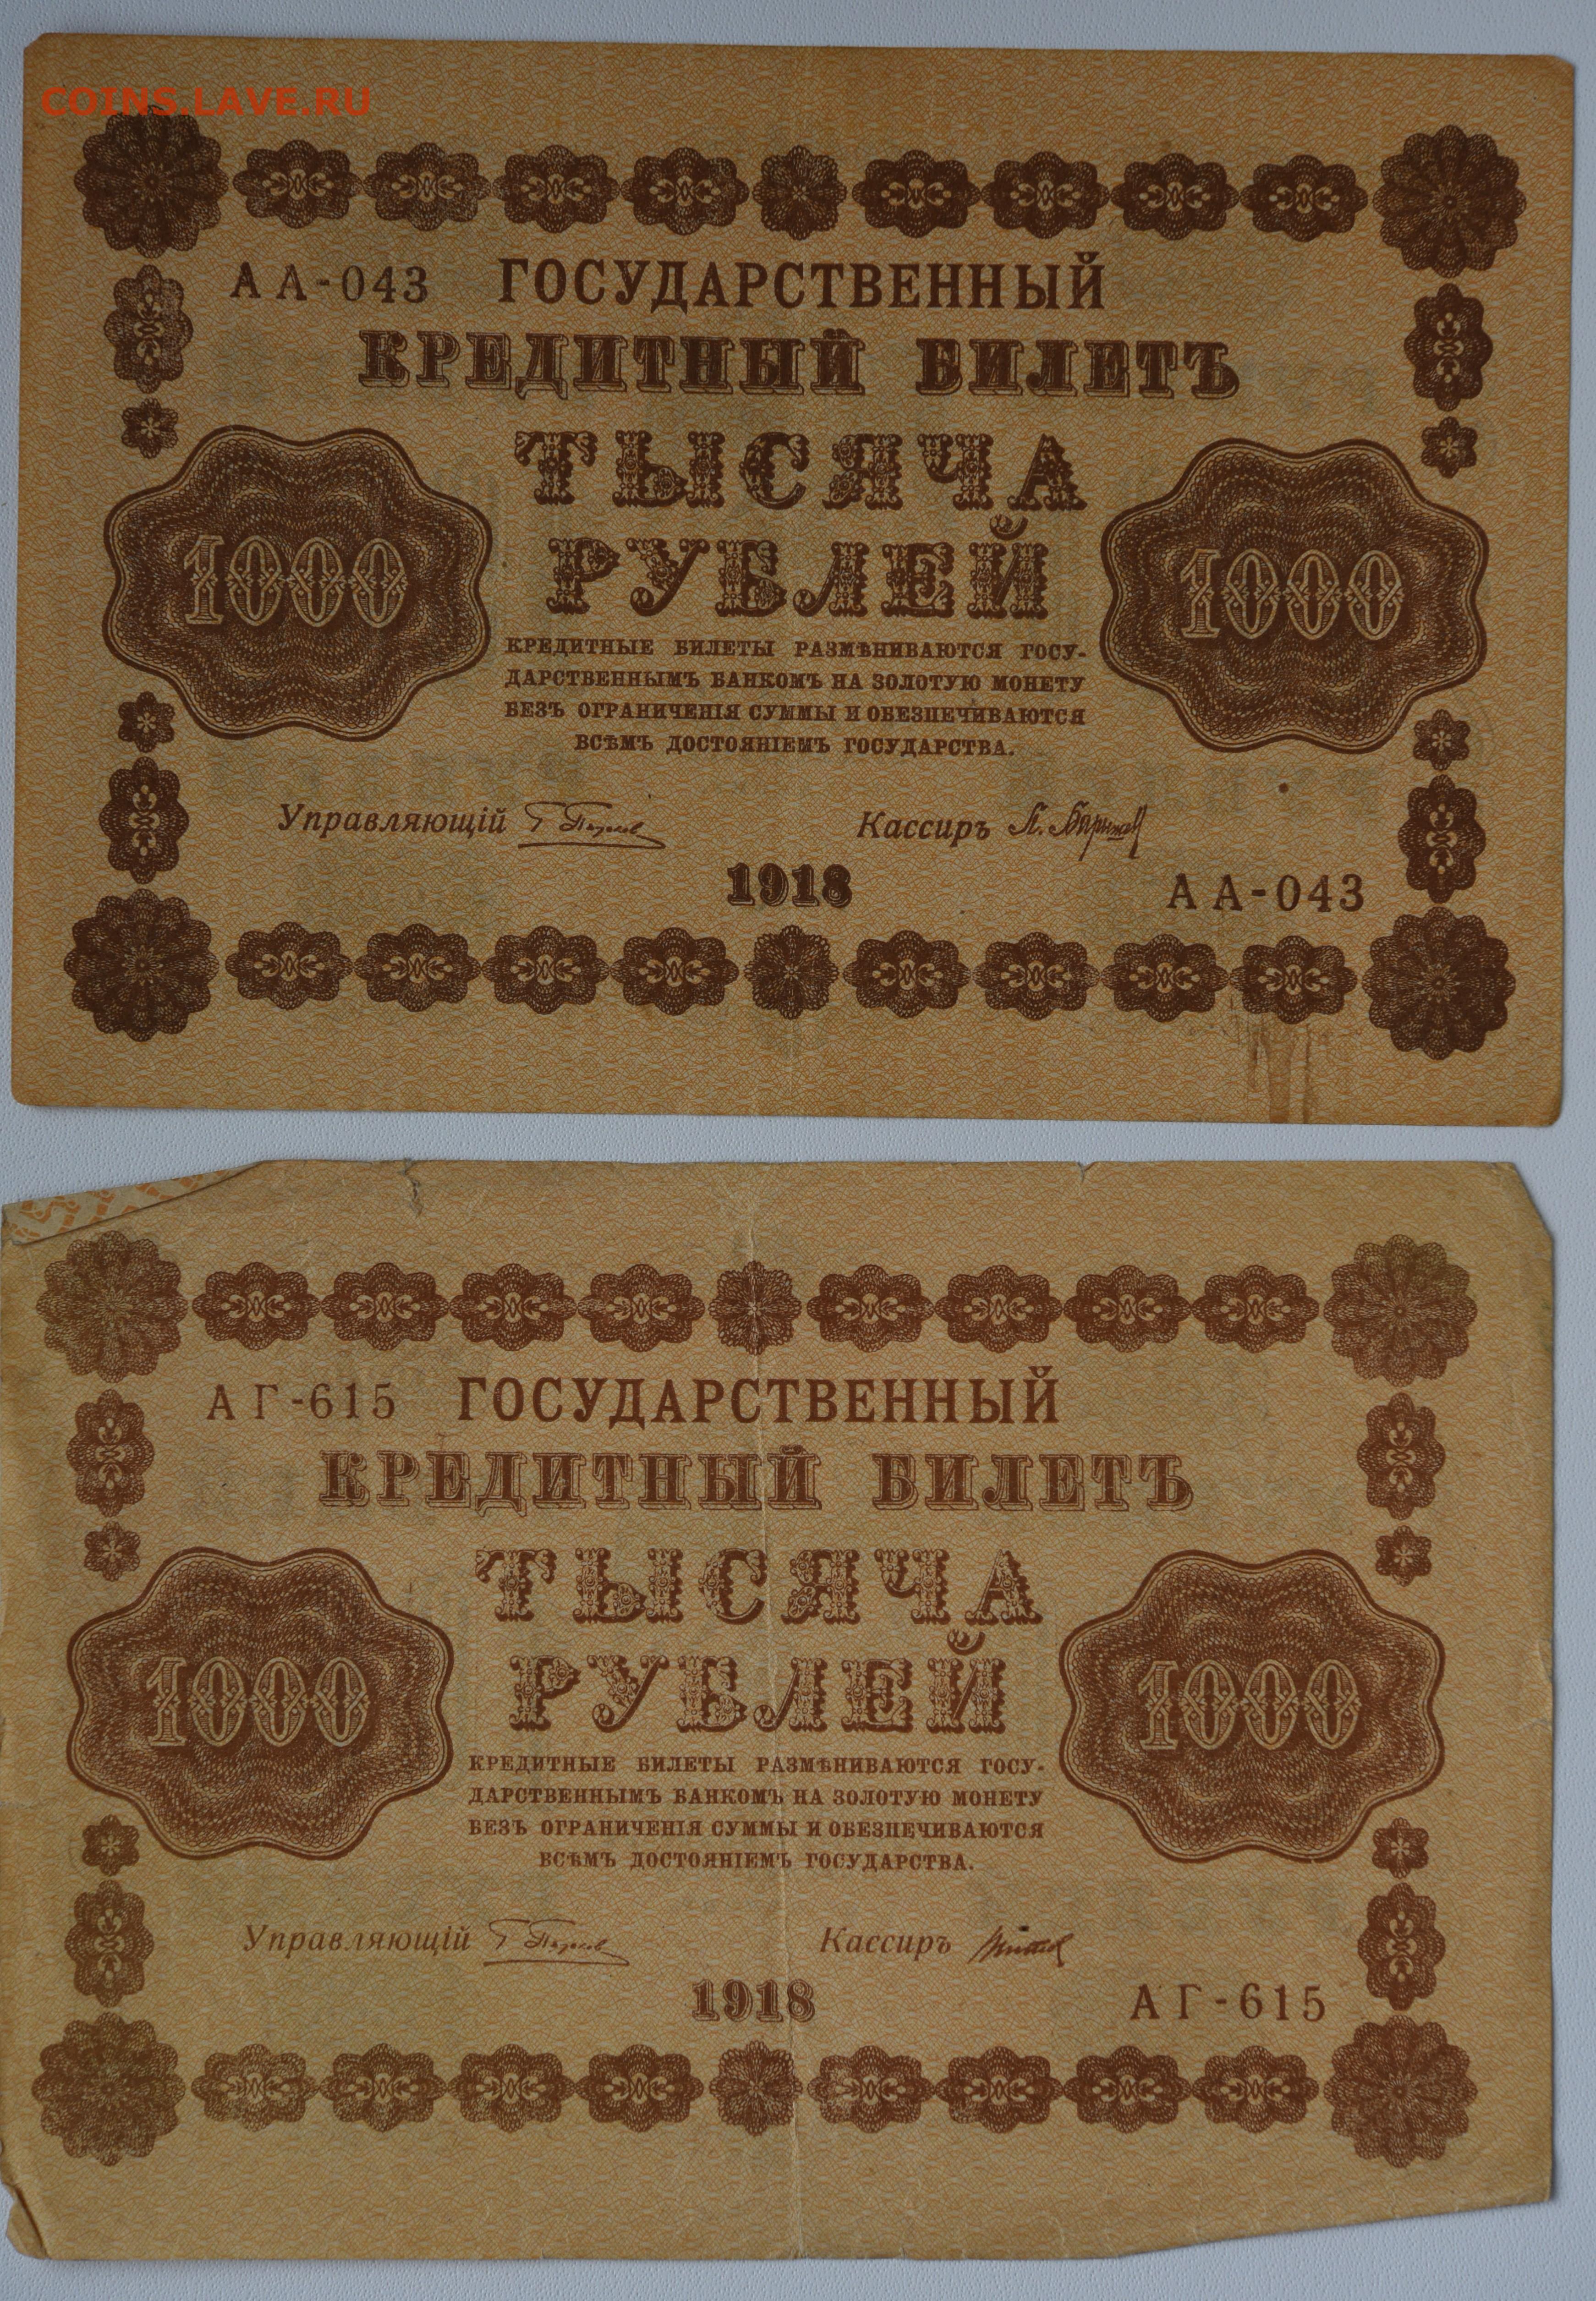 COINS.LAVE.RU
АА-043 ГОСУДАРСТВЕННЫЙ
КРЕДИТНЫЙ БИЛЕТЪ
ТЫСЯЧА
РУБЛЕЙ
1000 1000
КРЕДИТНЫЕ БИЛЕТЫ РАЗМѢНИВАЮТСЯ ГОСУ-
ДАРСТВЕННЫМЪ БАНКОМЪ НА ЗОЛОТУЮ МОНЕТУ
БЕЗЪ ОГРАНИЧЕНІЯ СУММЫ И ОБЕЗПЕЧИВАЮТСЯ
ВСѢМЪ ДОСТОЯНІЕМЪ ГОСУДАРСТВА.
Управляющій Кассиръ
1918
АА-043
АГ-615 ГОСУДАРСТВЕННЫЙ
КРЕДИТНЫЙ БИЛЕТЪ
ТЫСЯЧА
РУБЛЕЙ
1000 1000
КРЕДИТНЫЕ БИЛЕТЫ РАЗМѢНИВАЮТСЯ ГОСУ-
ДАРСТВЕННЫМЪ БАНКОМЪ НА ЗОЛОТУЮ МОНЕТУ
БЕЗЪ ОГРАНИЧЕНІЯ СУММЫ И ОБЕЗПЕЧИВАЮТСЯ
ВСѢМЪ ДОСТОЯНІЕМЪ ГОСУДАРСТВА.
Управляющій Кассиръ
1918
АГ-615